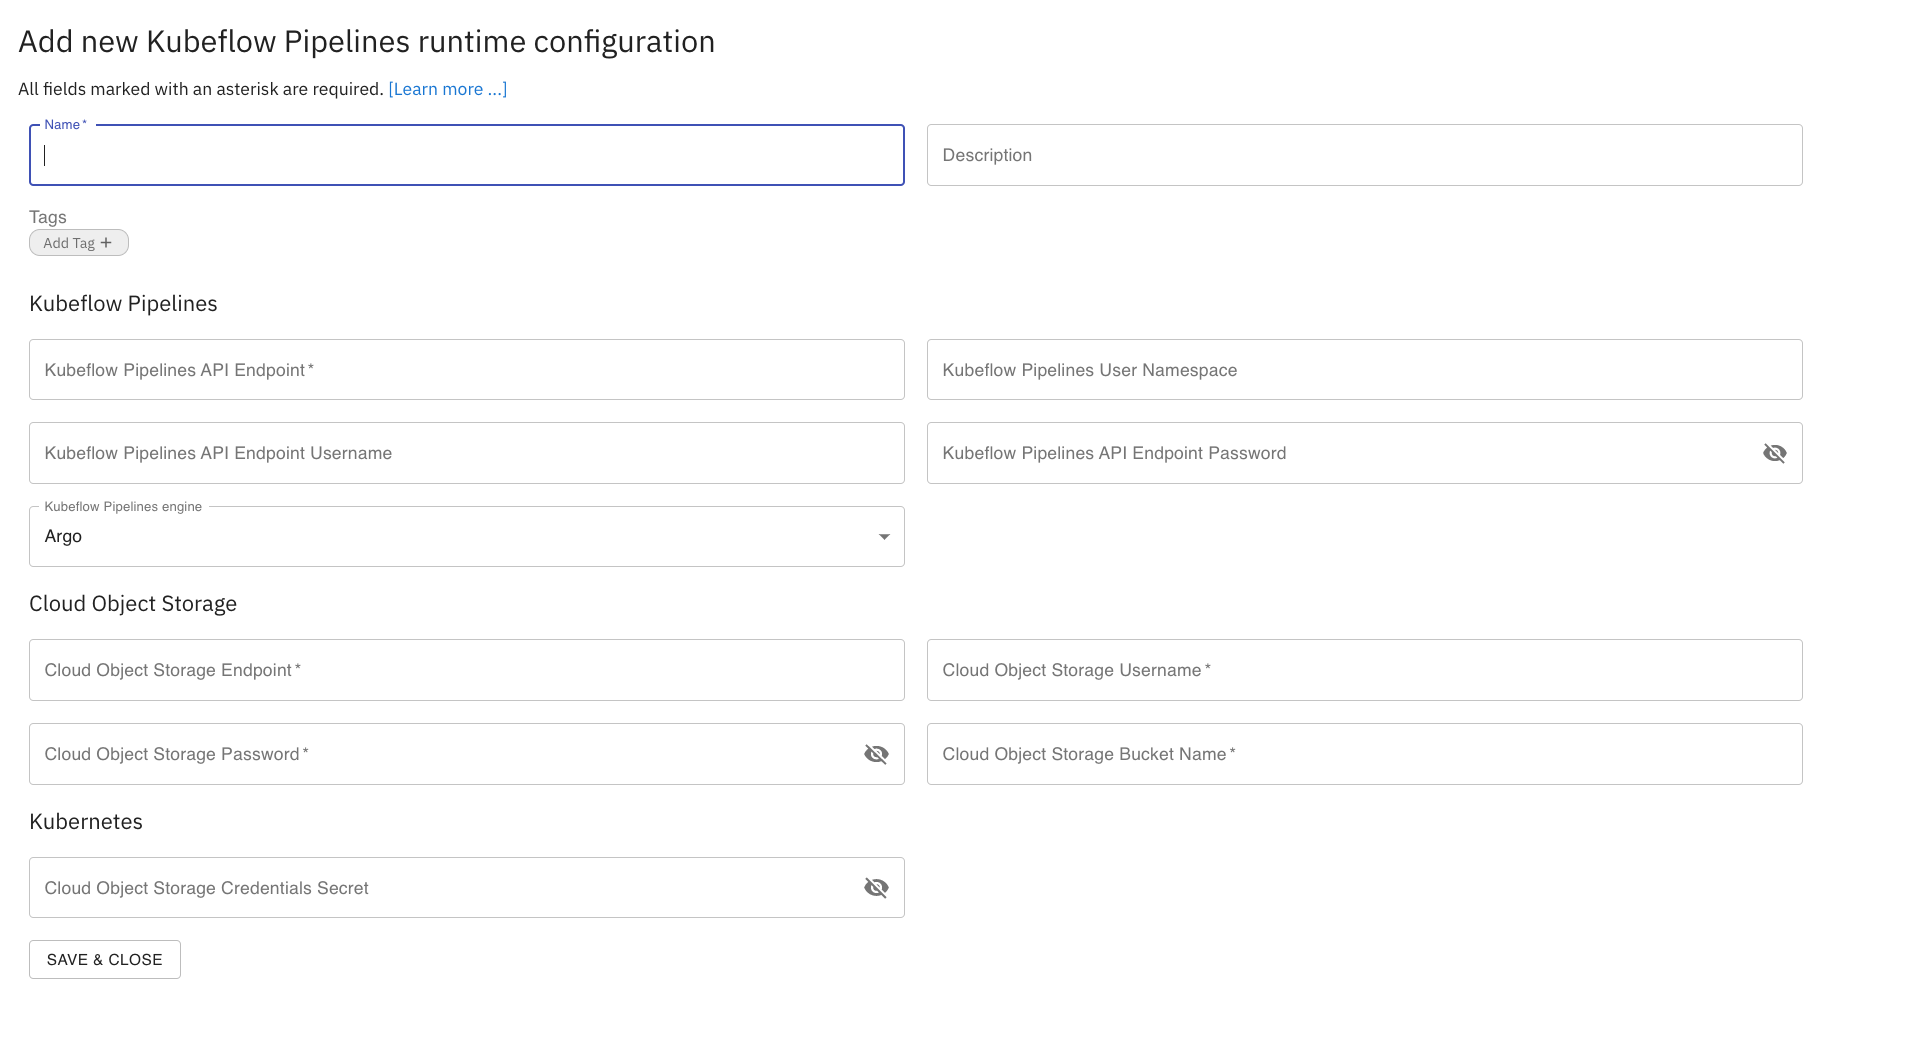 Add new Kubeflow Pipelines runtime configuration
All fields marked with an asterisk are required. [Learn more ...]
Name *
Description
Tags
Add Tag +
Kubeflow Pipelines
Kubeflow Pipelines API Endpoint *
Kubeflow Pipelines User Namespace
Kubeflow Pipelines API Endpoint Username
Kubeflow Pipelines API Endpoint Password
Kubeflow Pipelines engine
Argo
Cloud Object Storage
Cloud Object Storage Endpoint *
Cloud Object Storage Username *
Cloud Object Storage Password *
Cloud Object Storage Bucket Name *
Kubernetes
Cloud Object Storage Credentials Secret
SAVE & CLOSE